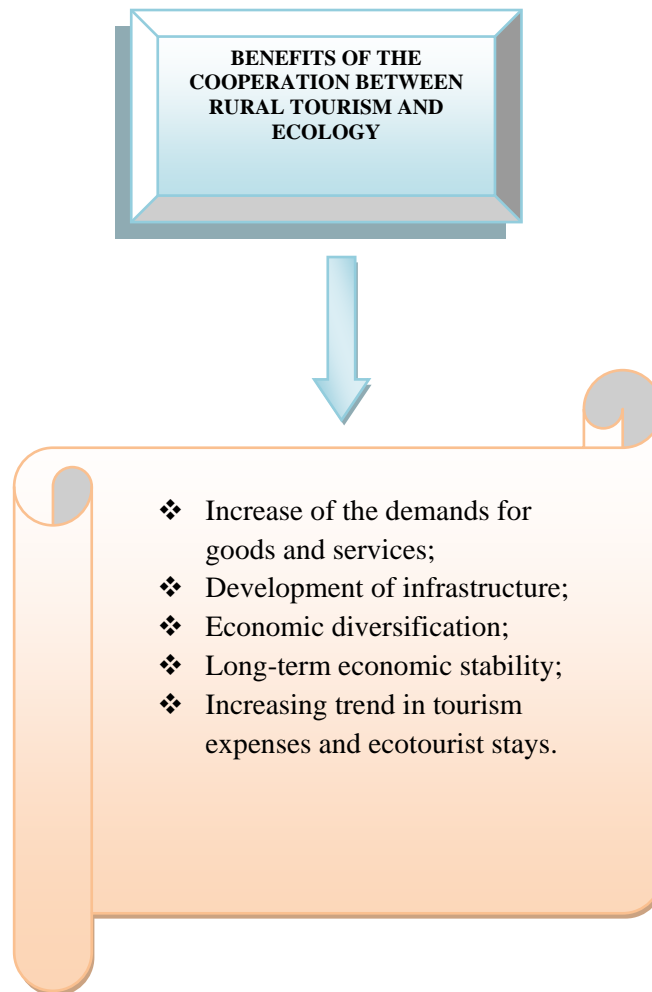 BENEFITS OF THE
COOPERATION BETWEEN
RURAL TOURISM AND
ECOLOGY
❖ Increase of the demands for
goods and services;
❖ Development of infrastructure;
❖ Economic diversification;
❖ Long-term economic stability;
❖ Increasing trend in tourism
expenses and ecotourist stays.